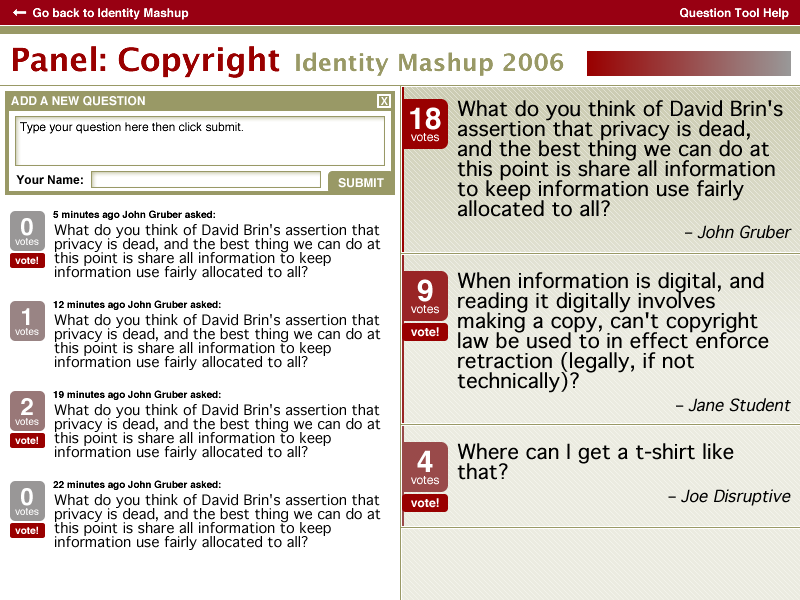 ← Go back to Identity Mashup
Question Tool Help
Panel: Copyright Identity Mashup 2006
ADD A NEW QUESTION
X
Type your question here then click submit.
Your Name:
SUBMIT
0
votes
vote!
5 minutes ago John Gruber asked:
What do you think of David Brin's assertion that
privacy is dead, and the best thing we can do at
this point is share all information to keep
information use fairly allocated to all?
1
votes
12 minutes ago John Gruber asked:
What do you think of David Brin's assertion that
privacy is dead, and the best thing we can do at
this point is share all information to keep
information use fairly allocated to all?
2
votes
vote!
19 minutes ago John Gruber asked:
What do you think of David Brin's assertion that
privacy is dead, and the best thing we can do at
this point is share all information to keep
information use fairly allocated to all?
0
votes
vote!
22 minutes ago John Gruber asked:
What do you think of David Brin's assertion that
privacy is dead, and the best thing we can do at
this point is share all information to keep
information use fairly allocated to all?
18
votes
What do you think of David Brin's
assertion that privacy is dead,
and the best thing we can do at
this point is share all information
to keep information use fairly
allocated to all?
– John Gruber
9
votes
vote!
When information is digital, and
reading it digitally involves
making a copy, can't copyright
law be used to in effect enforce
retraction (legally, if not
technically)?
– Jane Student
4
votes
vote!
Where can I get a t-shirt like
that?
– Joe Disruptive